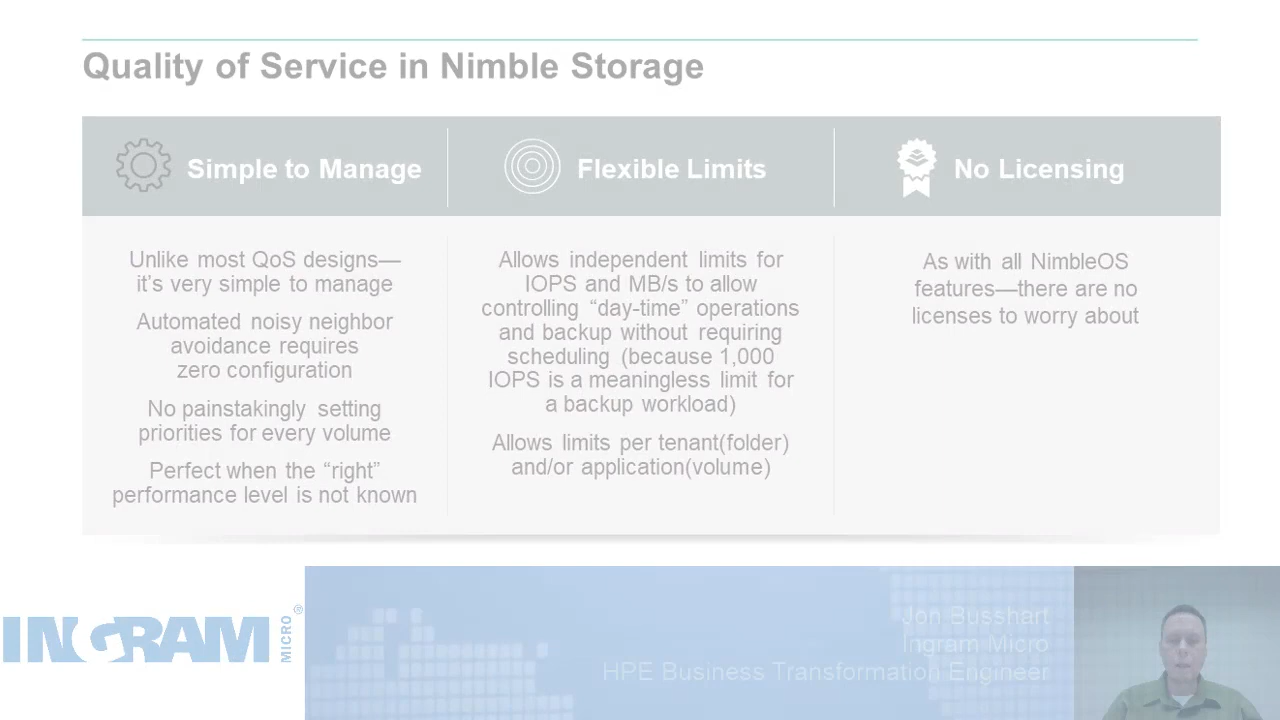 Quality of Service in Nimble Storage
Simple to Manage
Unlike most QoS designs—
it's very simple to manage
Automated noisy neighbor
avoidance requires
zero configuration
No painstakingly setting
priorities for every volume
Perfect when the “right”
performance level is not known
Flexible Limits
Allows independent limits for
IOPS and MB/s to allow
controlling “day-time” operations
and backup without requiring
scheduling (because 1,000
IOPS is a meaningless limit for
a backup workload)
Allows limits per tenant(folder)
and/or application(volume)
No Licensing
As with all NimbleOS
features—there are no
licenses to worry about
INGRAM
MICRO®
Jon Busshart
Ingram Micro
HPE Business Transformation Engineer